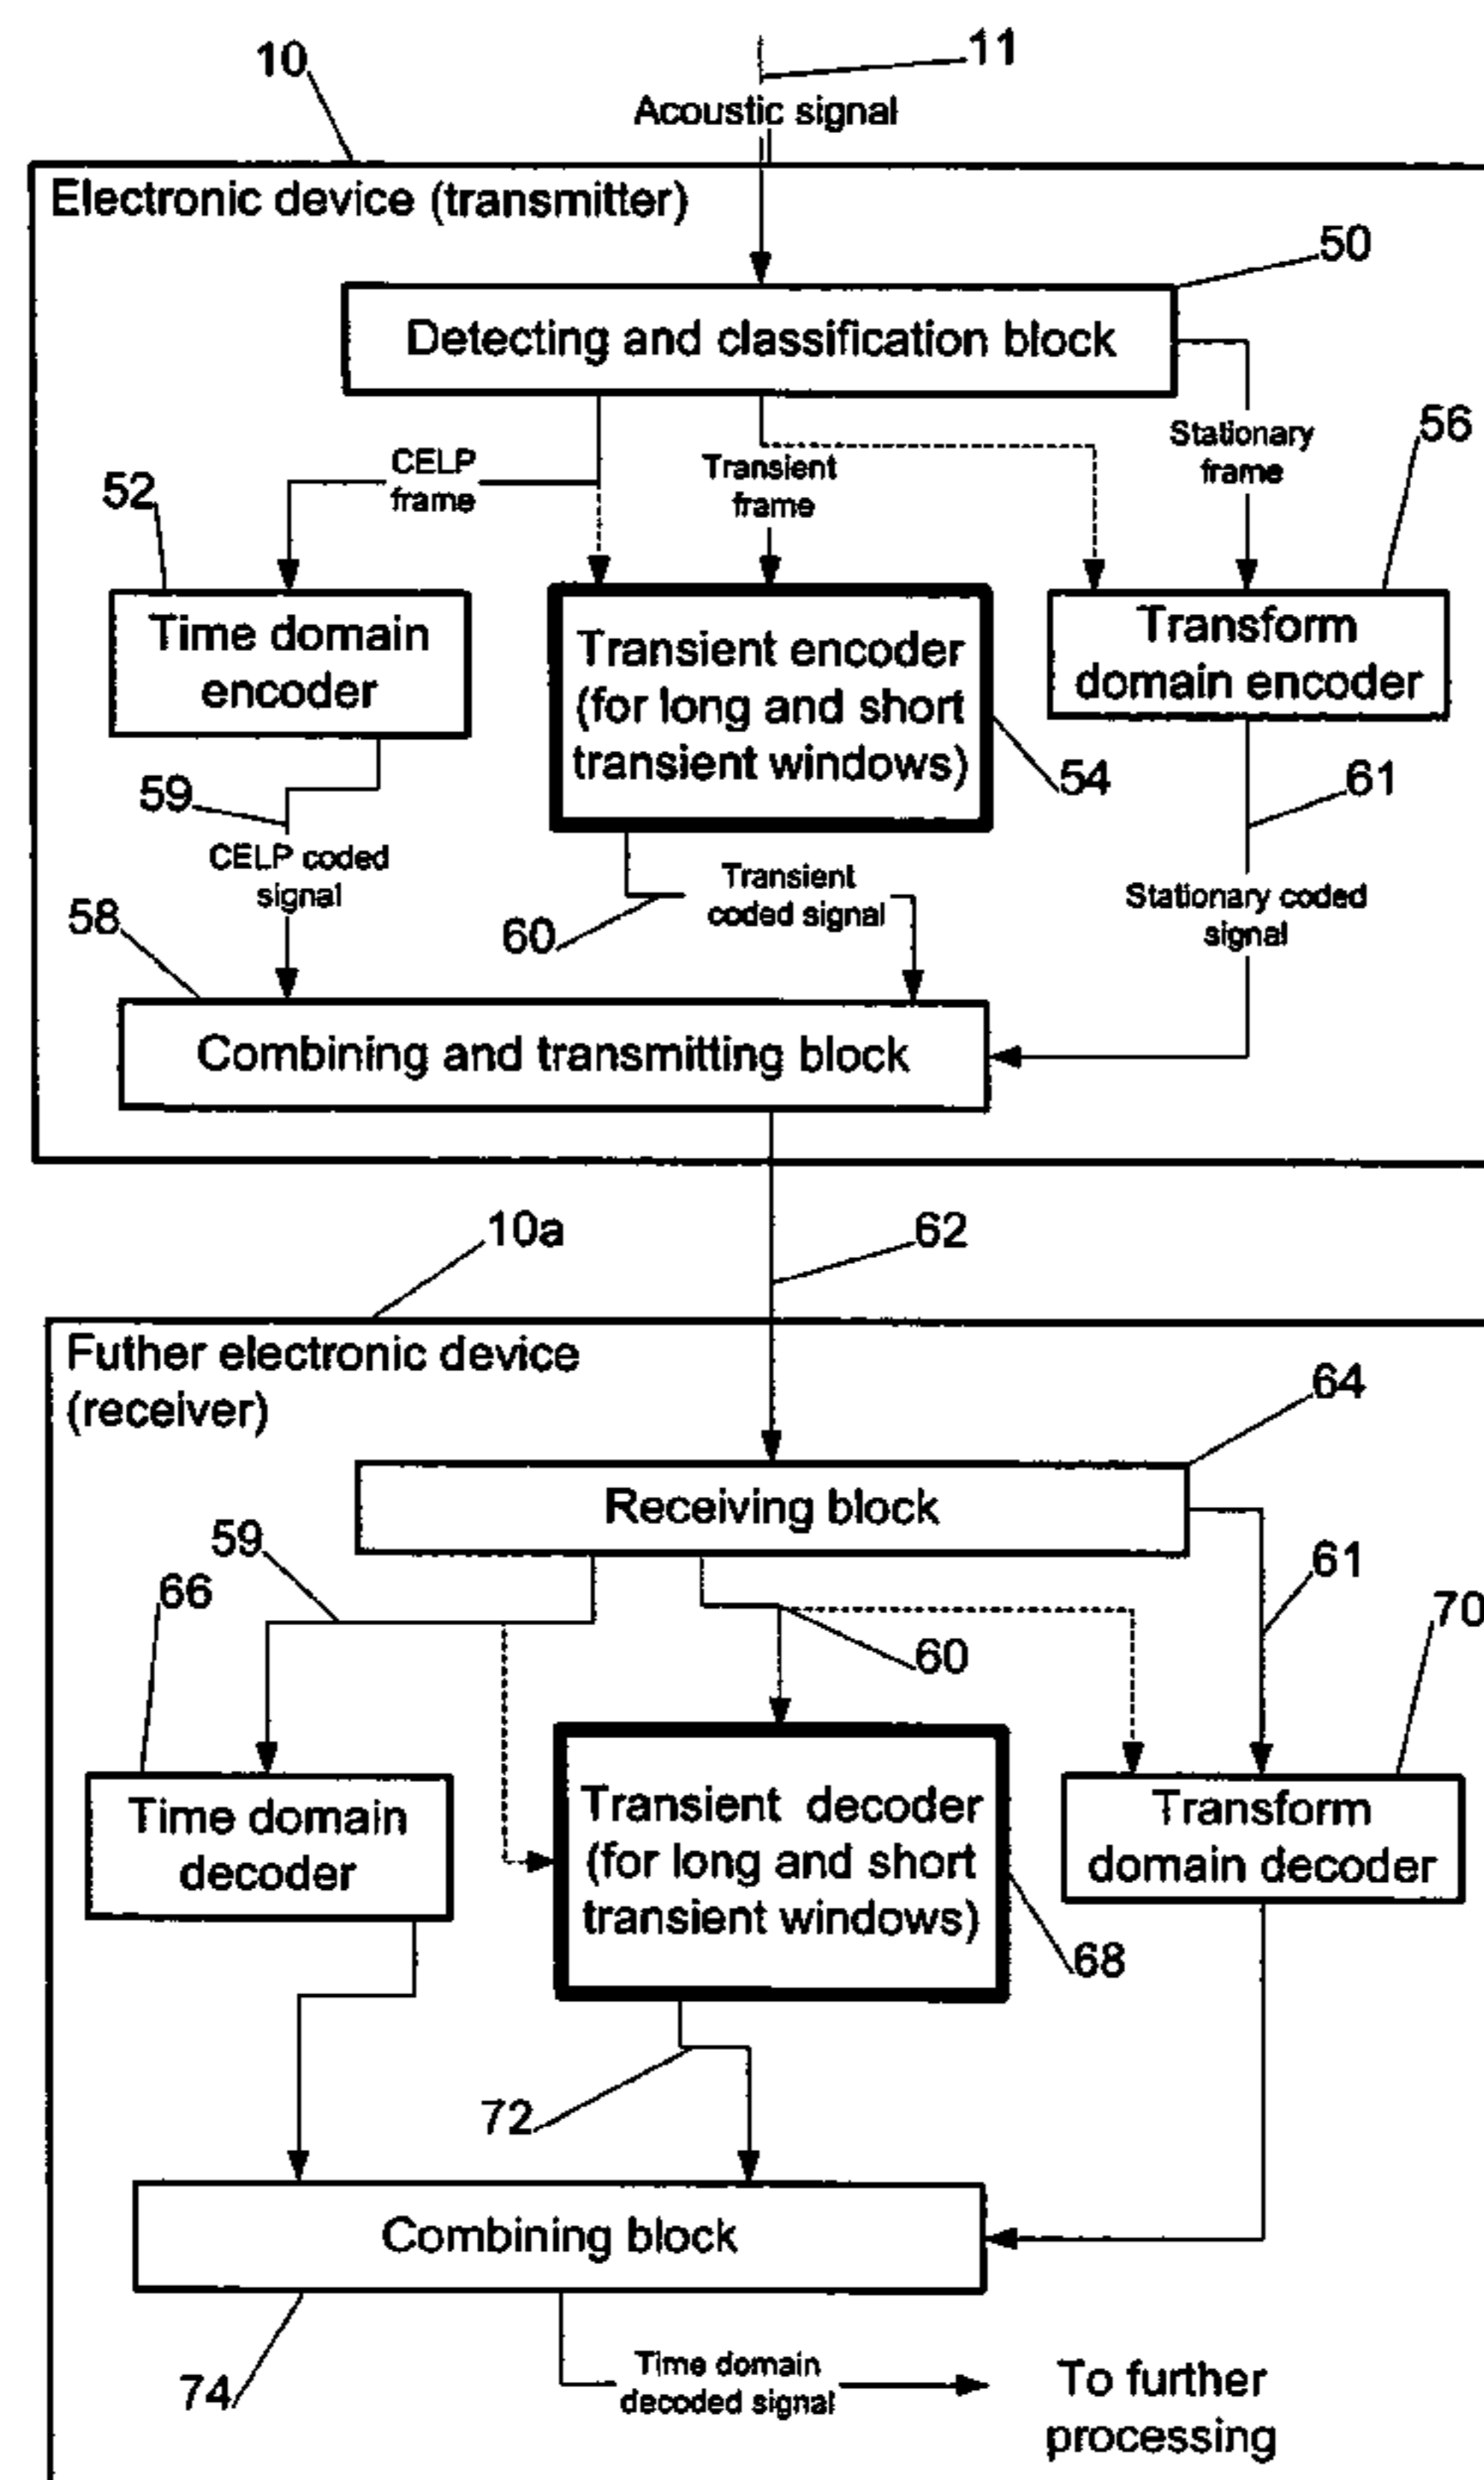 10
11
Acoustic signal
Electronic device (transmitter)
50
Detecting and classification block
56
Stationary
frame
CELP
frame
Transient
frame
52
Time domain
encoder
Transient encoder
(for long and short
transient windows)
Transform
domain encoder
54
59
61
CELP coded
signal
Transient
coded signal
Stationary coded
signal
58
60
Combining and transmitting block
10a
62
Futher electronic device
(receiver)
64
Receiving block
59
61
66
70
60
Time domain
decoder
Transient decoder
(for long and short
transient windows)
Transform
domain decoder
68
72
Combining block
74
Time domain
decoded signal
To further
processing